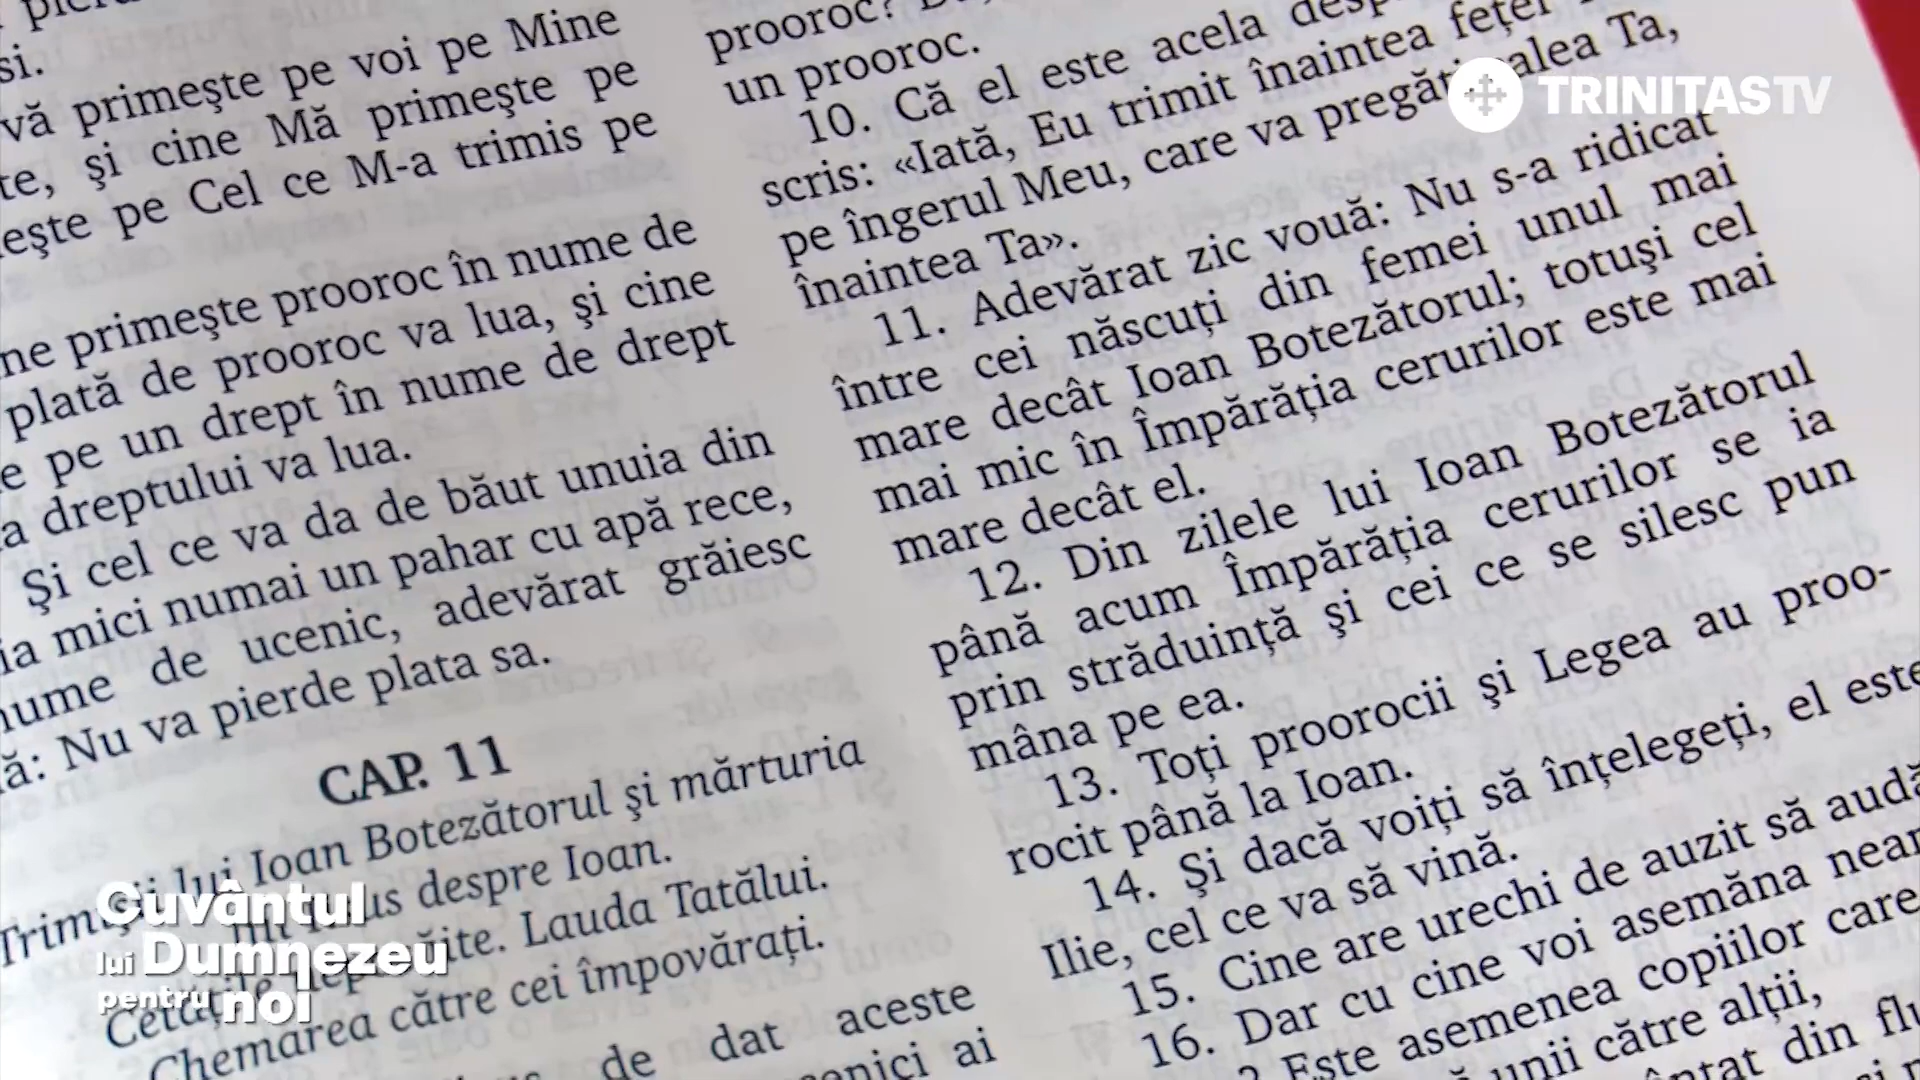 si.
vă primeşte pe voi pe Mine
te, şi cine Mă primeşte pe
eşte pe Cel ce M-a trimis pe
ne primeşte prooroc în nume de
plată de prooroc va lua, şi cine
e pe un drept în nume de drept
a dreptului va lua.
Şi cel ce va da de băut unuia din
ia mici numai un pahar cu apă rece,
nume de ucenic, adevărat grăiesc
ă: Nu va pierde plata sa.
CAP. 11
Trimişii lui Ioan Botezătorul şi mărturia
despre Ioan.
Lauda Tatălui.
Chemarea către cei împovăraţi.
de dat aceste
ai
prooroc?
un prooroc.
10. Că el este acela
scris: «Iată, Eu trimit înaintea feţei
pe îngerul Meu, care va pregăti calea Ta,
înaintea Ta».
11. Adevărat zic vouă: Nu s-a ridicat
între cei născuţi din femei unul mai
mare decât Ioan Botezătorul; totuşi cel
mai mic în Împărăţia cerurilor este mai
mare decât el.
12. Din zilele lui Ioan Botezătorul
până acum Împărăţia cerurilor se ia
prin străduinţă şi cei ce se silesc pun
mâna pe ea.
13. Toţi proorocii şi Legea au proo-
rocit până la Ioan.
14. Şi dacă voiţi să înţelegeţi, el este
Ilie, cel ce va să vină.
15. Cine are urechi de auzit să audă
16. Dar cu cine voi asemăna nea
Este asemenea copiilor care
unii către alţii,
din
TRINITAS TV
Cuvântul
lui Dumnezeu
pentru noi